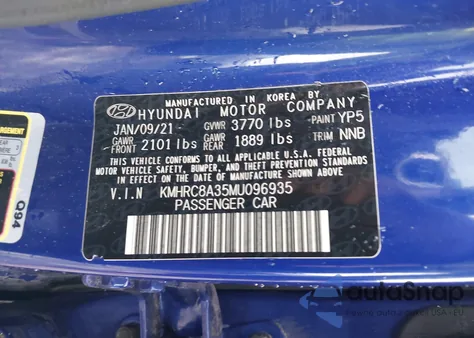 MANUFACTURED IN KOREA BY
HYUNDAI MOTOR COMPANY
JAN/09/21 GVWR 3770 lbs PAINT YP5
GAWR FRONT 2101 lbs GAWR REAR 1889 lbs TRIM NNB
THIS VEHICLE CONFORMS TO ALL APPLICABLE
U.S. FEDERAL MOTOR VEHICLE SAFETY,
BUMPER, AND THEFT PREVENTION STANDARDS
IN EFFECT ON THE DATE OF MANUFACTURE SHOWN ABOVE.
V.I.N KMHRC8A35MU096935
PASSENGER CAR
Q94
autoSnap